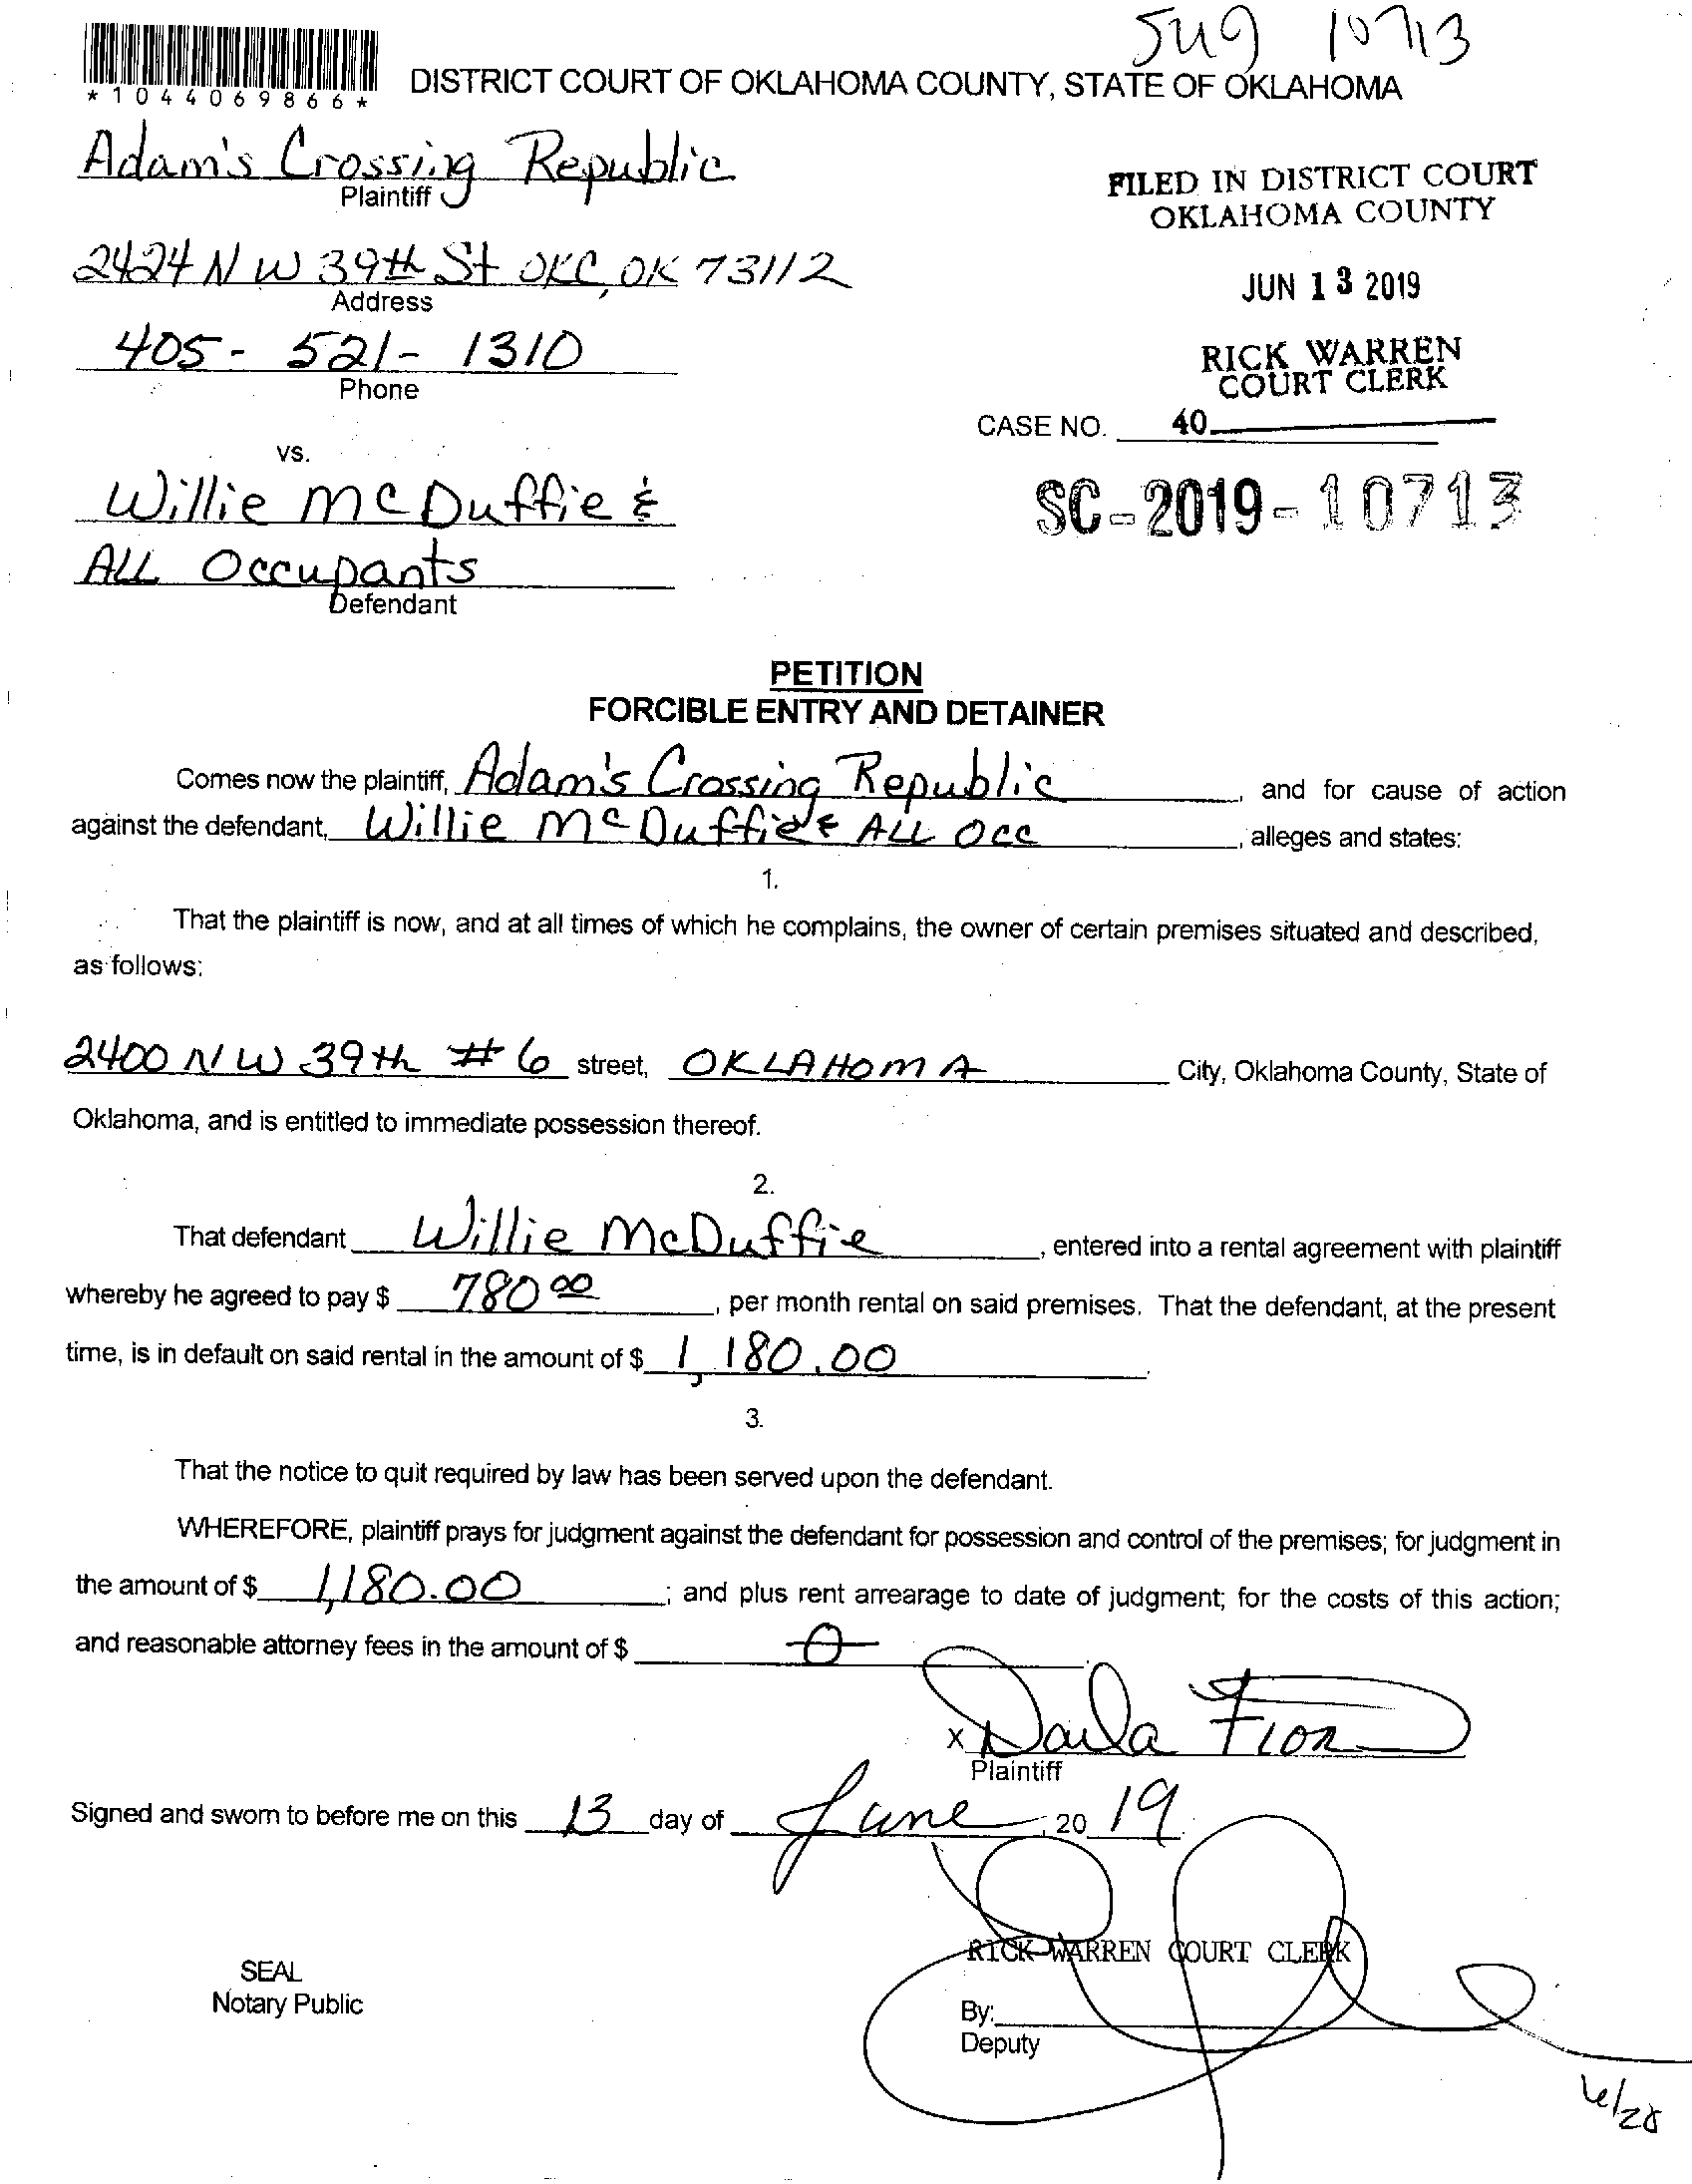 10713
*1044069866*
DISTRICT COURT OF OKLAHOMA COUNTY, STATE OF OKLAHOMA
Adam's Crossing Republic
Plaintiff
2424 NW 39th St OKC, OK 73112
Address
405-521-1310
Phone
vs.
Willie McDuffie &
ALL Occupants
Defendant
FILED IN DISTRICT COURT
OKLAHOMA COUNTY
JUN 13 2019
RICK WARREN
COURT CLERK
CASE NO. 40
SC-2019-10713
PETITION
FORCIBLE ENTRY AND DETAINER
Comes now the plaintiff, Adam's Crossing Republic, and for cause of action
against the defendant, Willie McDuffie & ALL Occ, alleges and states:
1.
That the plaintiff is now, and at all times of which he complains, the owner of certain premises situated and described,
as follows:
2400 NW 39th #6 street, OKLAHOMA City, Oklahoma County, State of
Oklahoma, and is entitled to immediate possession thereof.
2.
That defendant Willie McDuffie, entered into a rental agreement with plaintiff
whereby he agreed to pay $ 780 00, per month rental on said premises. That the defendant, at the present
time, is in default on said rental in the amount of $ 1,180.00.
3.
That the notice to quit required by law has been served upon the defendant.
WHEREFORE, plaintiff prays for judgment against the defendant for possession and control of the premises; for judgment in
the amount of $ 1,180.00; and plus rent arrearage to date of judgment; for the costs of this action;
and reasonable attorney fees in the amount of $ 0
x Darla
Plaintiff
Signed and sworn to before me on this 13 day of June, 20 19
RICK WARREN COURT CLERK
SEAL
Notary Public
By:
Deputy
6/28